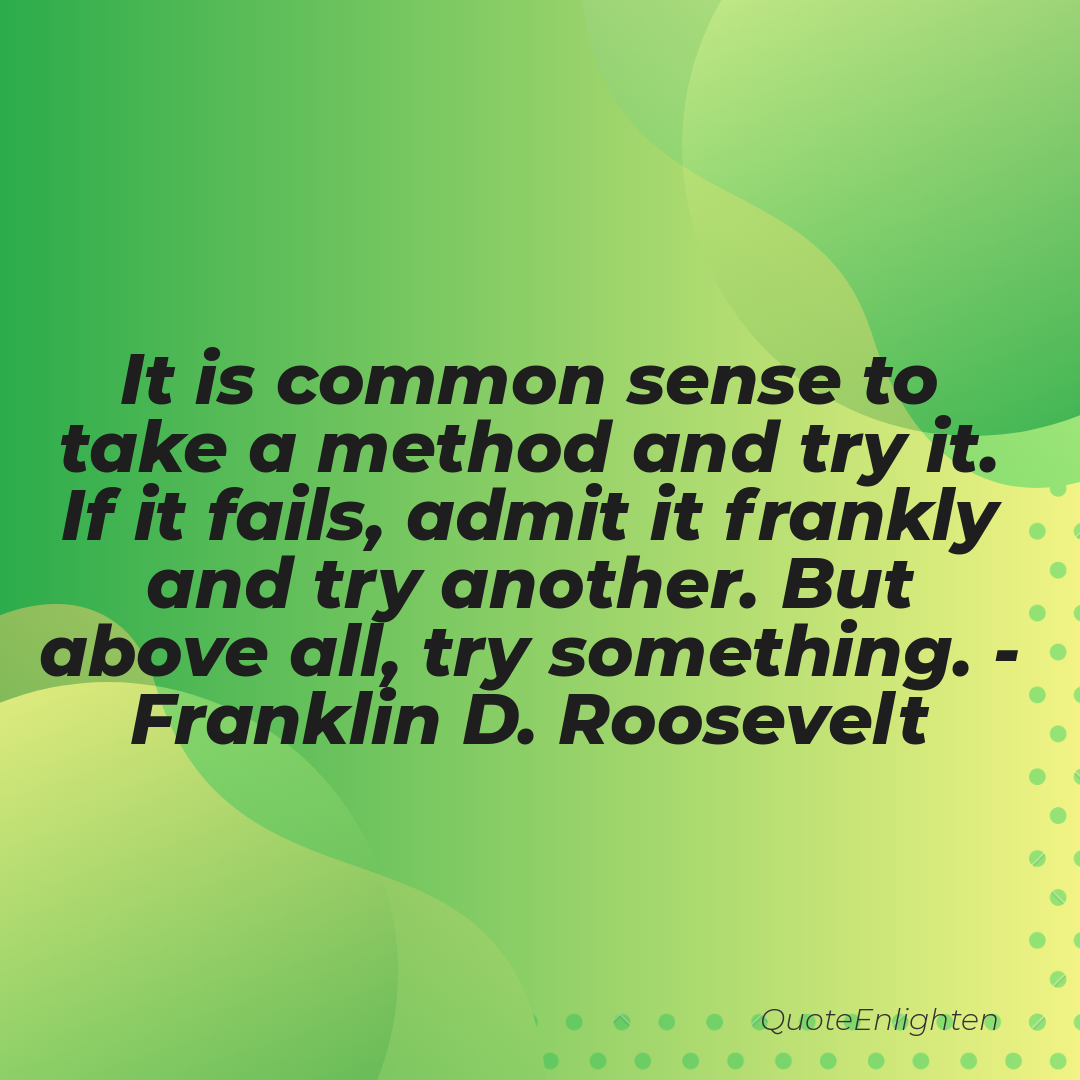 It is common sense to
take a method and try it.
If it fails, admit it frankly
and try another. But
above all, try something. -
Franklin D. Roosevelt
QuoteEnlighten